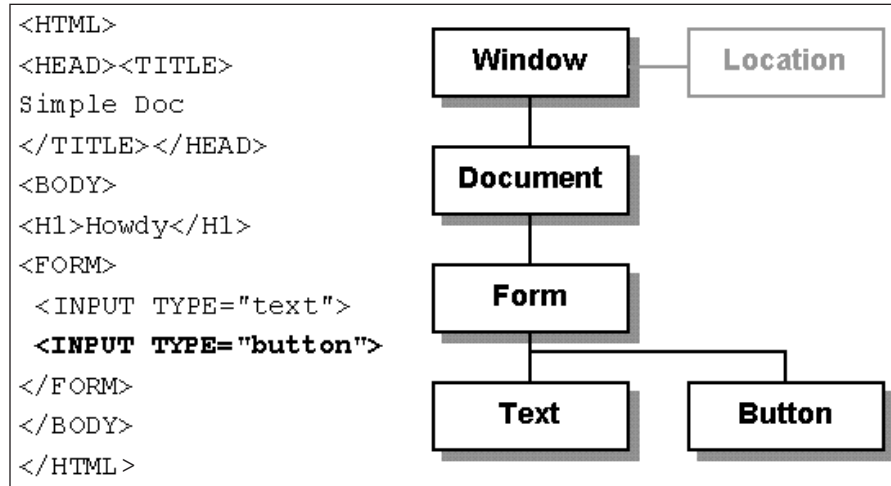 <HTML>
<HEAD><TITLE>
Simple Doc
</TITLE></HEAD>
<BODY>
<H1>Howdy</H1>
<FORM>
<INPUT TYPE="text">
<INPUT TYPE="button">
</FORM>
</BODY>
</HTML>
Window
Location
Document
Form
Text
Button